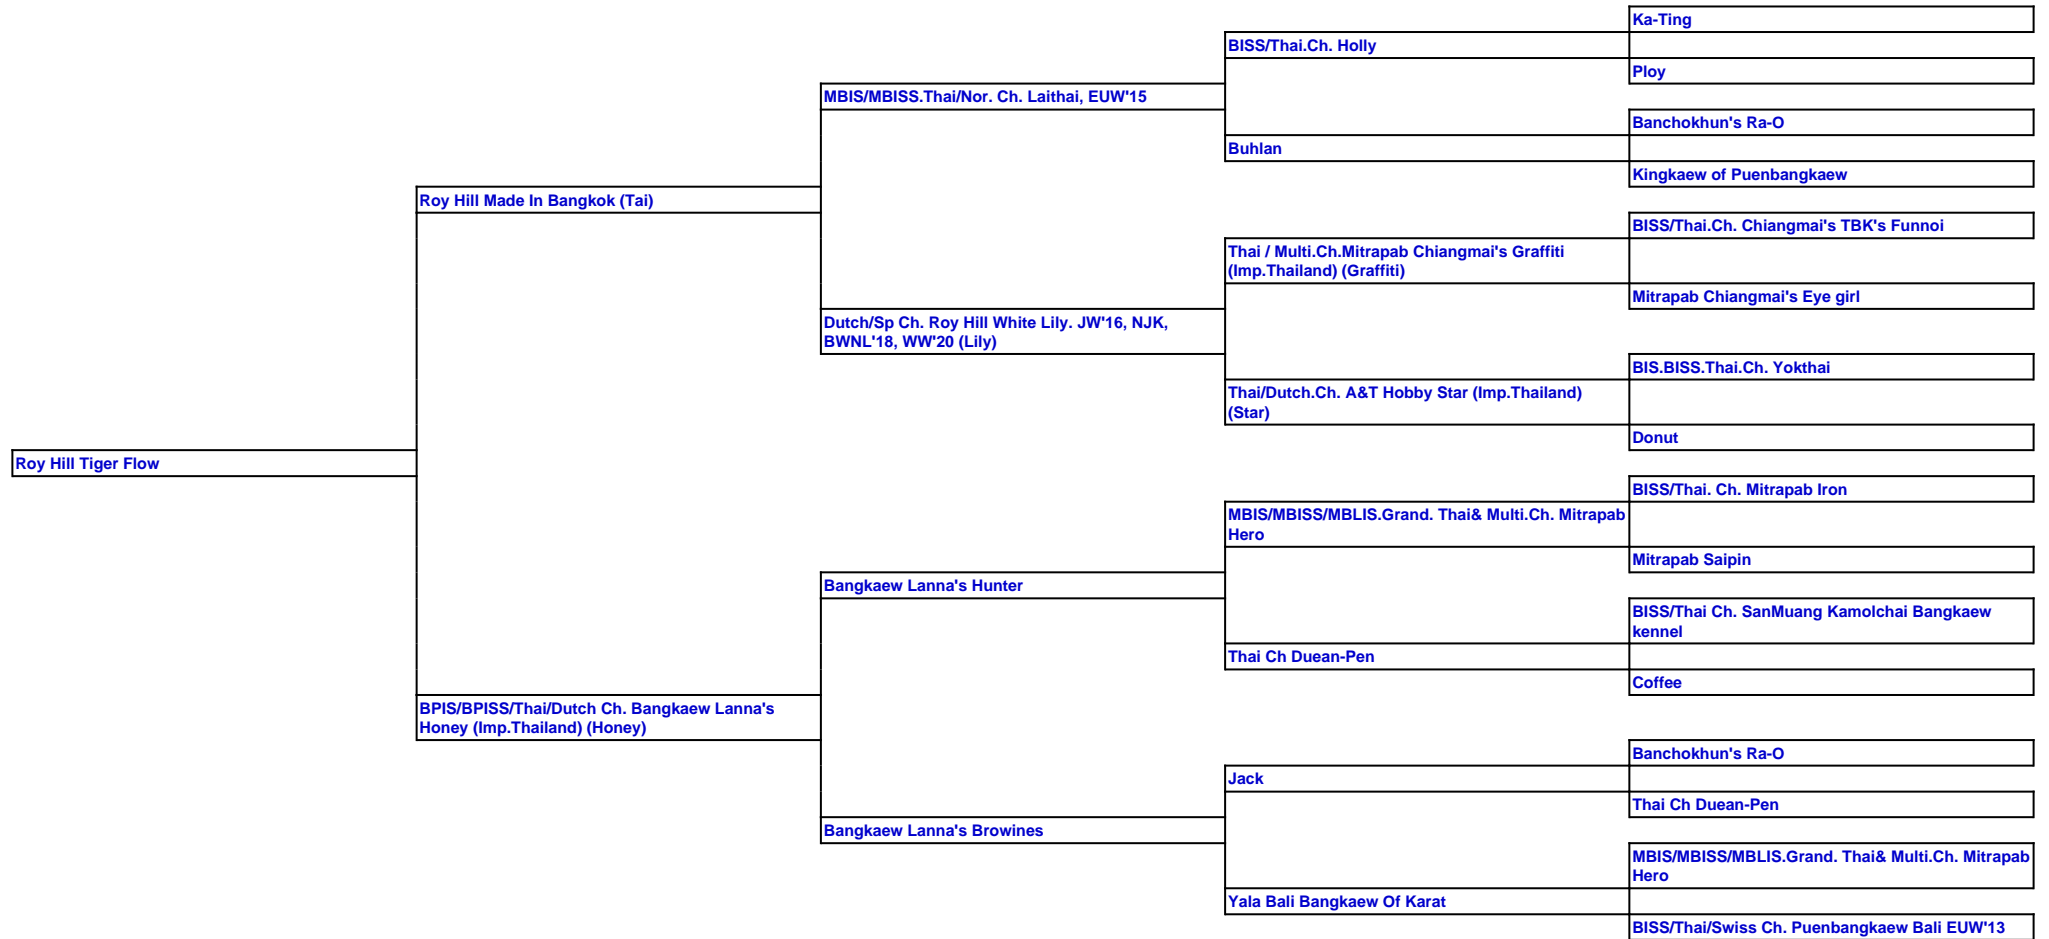 Ka-Ting
BISS/Thai.Ch. Holly
Ploy
MBIS/MBISS.Thai/Nor. Ch. Laithai, EUW'15
Banchokhun's Ra-O
Buhlan
Kingkaew of Puenbangkaew
Roy Hill Made In Bangkok (Tai)
BISS/Thai.Ch. Chiangmai's TBK's Funnoi
Thai / Multi.Ch.Mitrapab Chiangmai's Graffiti
(Imp.Thailand) (Graffiti)
Mitrapab Chiangmai's Eye girl
Dutch/Sp Ch. Roy Hill White Lily. JW'16, NJK,
BWNL'18, WW'20 (Lily)
BIS.BISS.Thai.Ch. Yokthai
Thai/Dutch.Ch. A&T Hobby Star (Imp.Thailand)
(Star)
Donut
Roy Hill Tiger Flow
BISS/Thai. Ch. Mitrapab Iron
MBIS/MBISS/MBLIS.Grand. Thai& Multi.Ch. Mitrapab
Hero
Mitrapab Saipin
Bangkaew Lanna's Hunter
BISS/Thai Ch. SanMuang Kamolchai Bangkaew
kennel
Thai Ch Duean-Pen
Coffee
BPIS/BPISS/Thai/Dutch Ch. Bangkaew Lanna's
Honey (Imp.Thailand) (Honey)
Banchokhun's Ra-O
Jack
Thai Ch Duean-Pen
Bangkaew Lanna's Browines
MBIS/MBISS/MBLIS.Grand. Thai& Multi.Ch. Mitrapab
Hero
Yala Bali Bangkaew Of Karat
BISS/Thai/Swiss Ch. Puenbangkaew Bali EUW'13